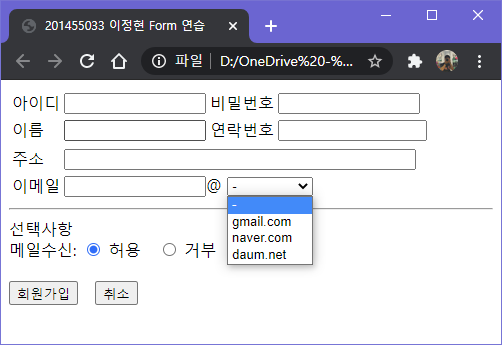 201455033 이정현 Form 연습
파일 D:/OneDrive%20-%...
아이디 비밀번호
이름 연락번호
주소
이메일 @ -
-
gmail.com
naver.com
daum.net
선택사항
메일수신: 허용 거부
회원가입 취소